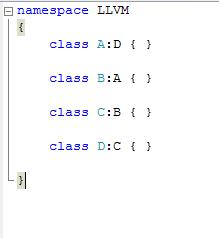 namespace LLVM
{
class A:D { }
class B:A { }
class C:B { }
class D:C { }
}